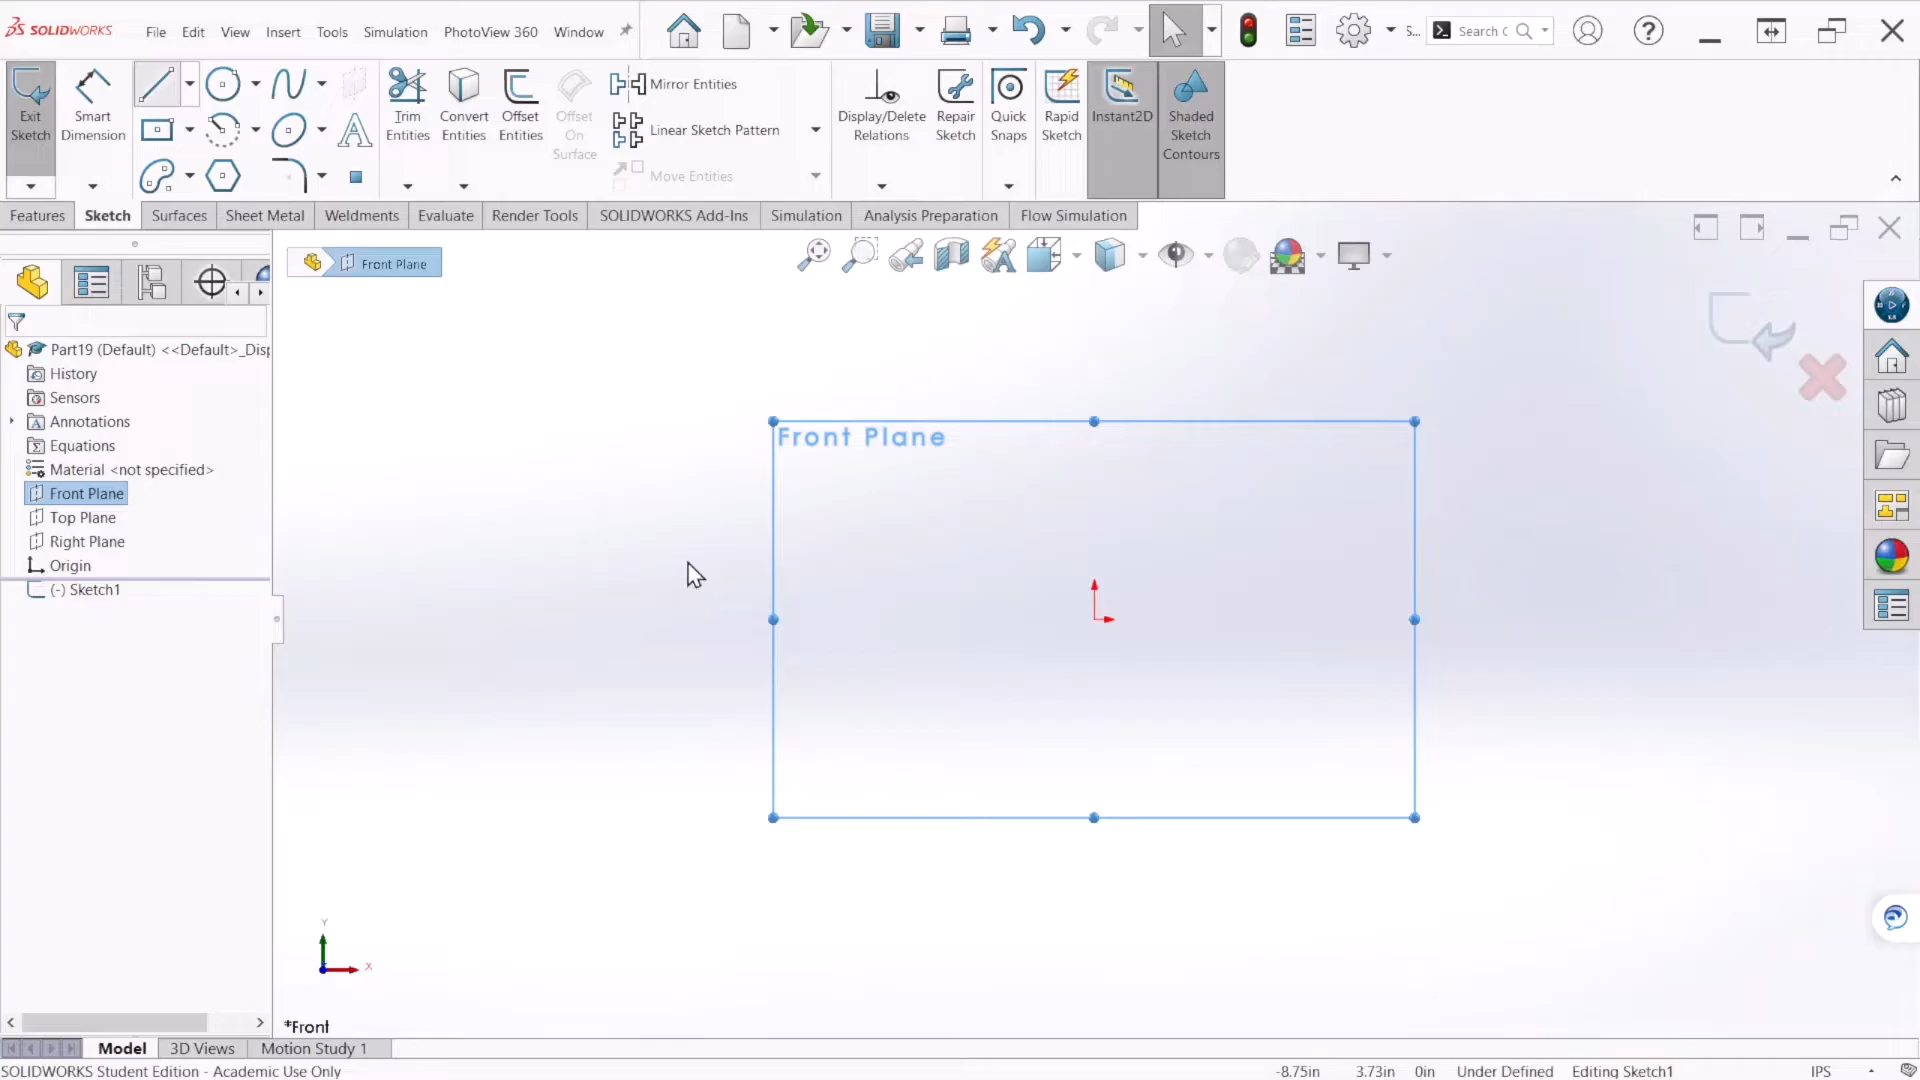 SOLIDWORKS File Edit View Insert Tools Simulation PhotoView 360 Window S... Search C
Exit Sketch
Smart Dimension
Trim Entities
Convert Entities
Offset Entities
Offset On Surface
Mirror Entities
Linear Sketch Pattern
Move Entities
Display/Delete Relations
Repair Sketch
Quick Snaps
Rapid Sketch
Instant2D
Shaded Sketch Contours
Features Sketch Surfaces Sheet Metal Weldments Evaluate Render Tools SOLIDWORKS Add-Ins Simulation Analysis Preparation Flow Simulation
Front Plane
Part19 (Default) <<Default>_Disp
History
Sensors
Annotations
Equations
Material <not specified>
Front Plane
Top Plane
Right Plane
Origin
(-) Sketch1
Front Plane
Y
X
*Front
Model 3D Views Motion Study 1
SOLIDWORKS Student Edition - Academic Use Only -8.75in 3.73in 0in Under Defined Editing Sketch1 IPS